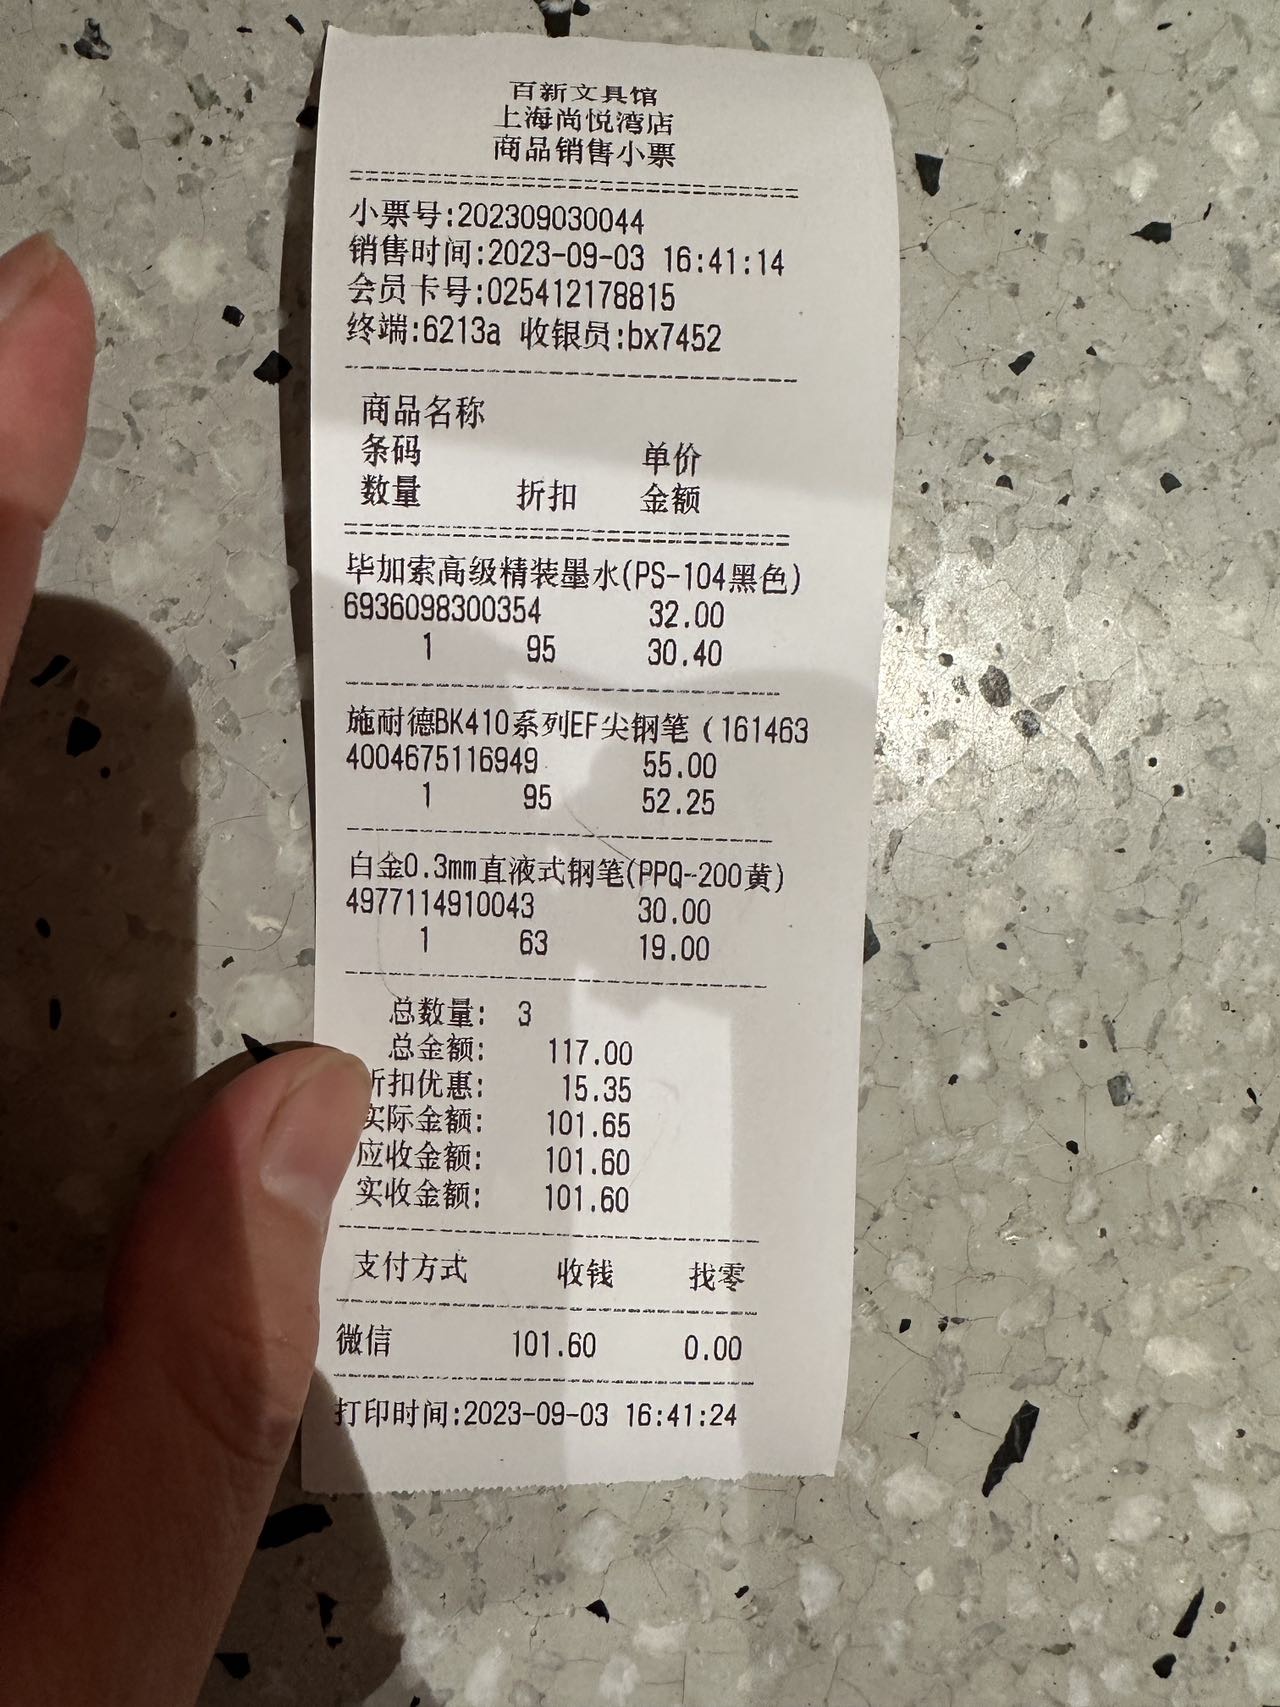 百新文具馆
上海尚悦湾店
商品销售小票
小票号:202309030044
销售时间:2023-09-03 16:41:14
会员卡号:025412178815
终端:6213a 收银员:bx7452
商品名称
条码 单价
数量 折扣 金额
毕加索高级精装墨水(PS-104黑色)
6936098300354 32.00
1 95 30.40
施耐德BK410系列EF尖钢笔（161463
4004675116949 55.00
1 95 52.25
白金0.3mm直液式钢笔(PPQ-200黄)
4977114910043 30.00
1 63 19.00
总数量: 3
总金额: 117.00
折扣优惠: 15.35
实际金额: 101.65
应收金额: 101.60
实收金额: 101.60
支付方式 收钱 找零
微信 101.60 0.00
打印时间:2023-09-03 16:41:24